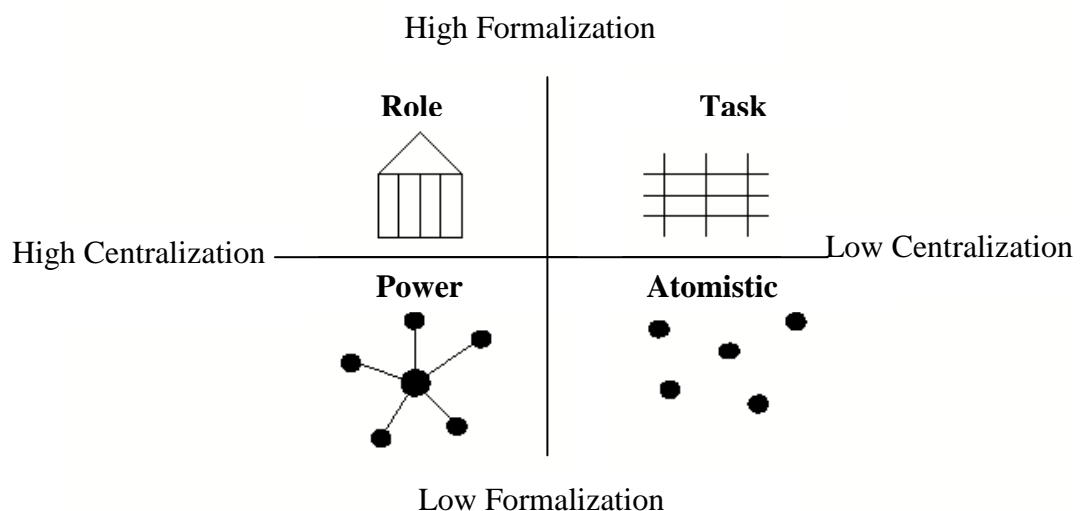 High Formalization
Role
Task
High Centralization
Low Centralization
Power
Atomistic
Low Formalization